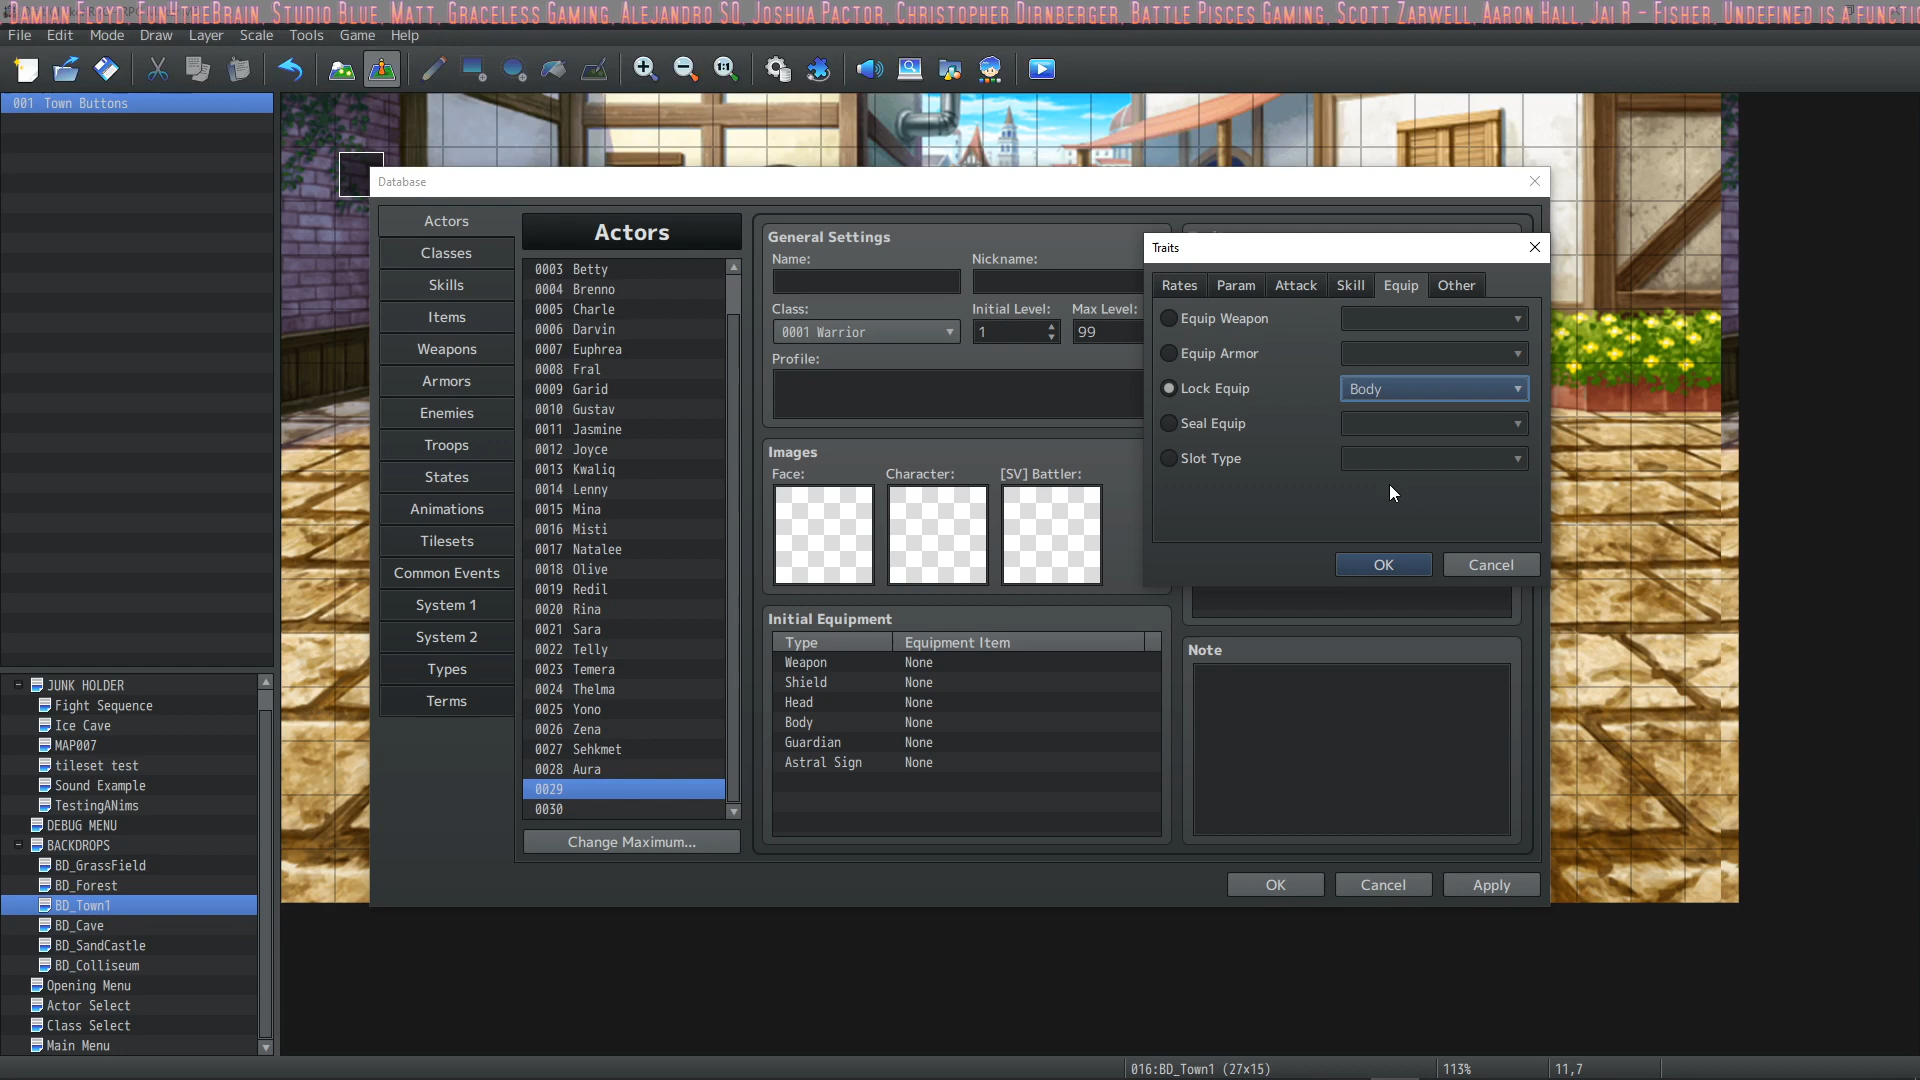 Damian Ford, Fun4TheBrain, Studio Blue, Matt, Graceless Gaming, Alejandro SQ, Joshua Pactor, Christopher Dirnberger, Battle Pisces Gaming, Scott Zarwell, Aaron Hall, Jai R - Fisher, Undefined is a functi
File Edit Mode Draw Layer Scale Tools Game Help
001 Town Buttons
Database
Actors
Classes
Skills
Items
Weapons
Armors
Enemies
Troops
States
Animations
Tilesets
Common Events
System 1
System 2
Types
Terms
Actors
0003 Betty
0004 Brenno
0005 Charle
0006 Darvin
0007 Euphrea
0008 Fral
0009 Garid
0010 Gustav
0011 Jasmine
0012 Joyce
0013 Kwaliq
0014 Lenny
0015 Mina
0016 Misti
0017 Natalee
0018 Olive
0019 Redil
0020 Rina
0021 Sara
0022 Telly
0023 Temera
0024 Thelma
0025 Yono
0026 Zena
0027 Sehkmet
0028 Aura
0029
0030
Change Maximum...
General Settings
Name: Nickname:
Class: Initial Level: Max Level:
0001 Warrior 1 99
Profile:
Images
Face: Character: [SV] Battler:
Initial Equipment
Type Equipment Item
Weapon None
Shield None
Head None
Body None
Guardian None
Astral Sign None
Traits
Rates Param Attack Skill Equip Other
Equip Weapon
Equip Armor
Lock Equip Body
Seal Equip
Slot Type
OK Cancel
Note
OK Cancel Apply
JUNK HOLDER
Fight Sequence
Ice Cave
MAP007
tileset test
Sound Example
TestingANims
DEBUG MENU
BACKDROPS
BD_GrassField
BD_Forest
BD_Town1
BD_Cave
BD_SandCastle
BD_Colliseum
Opening Menu
Actor Select
Class Select
Main Menu
016:BD_Town1 (27x15) 113% 11,7